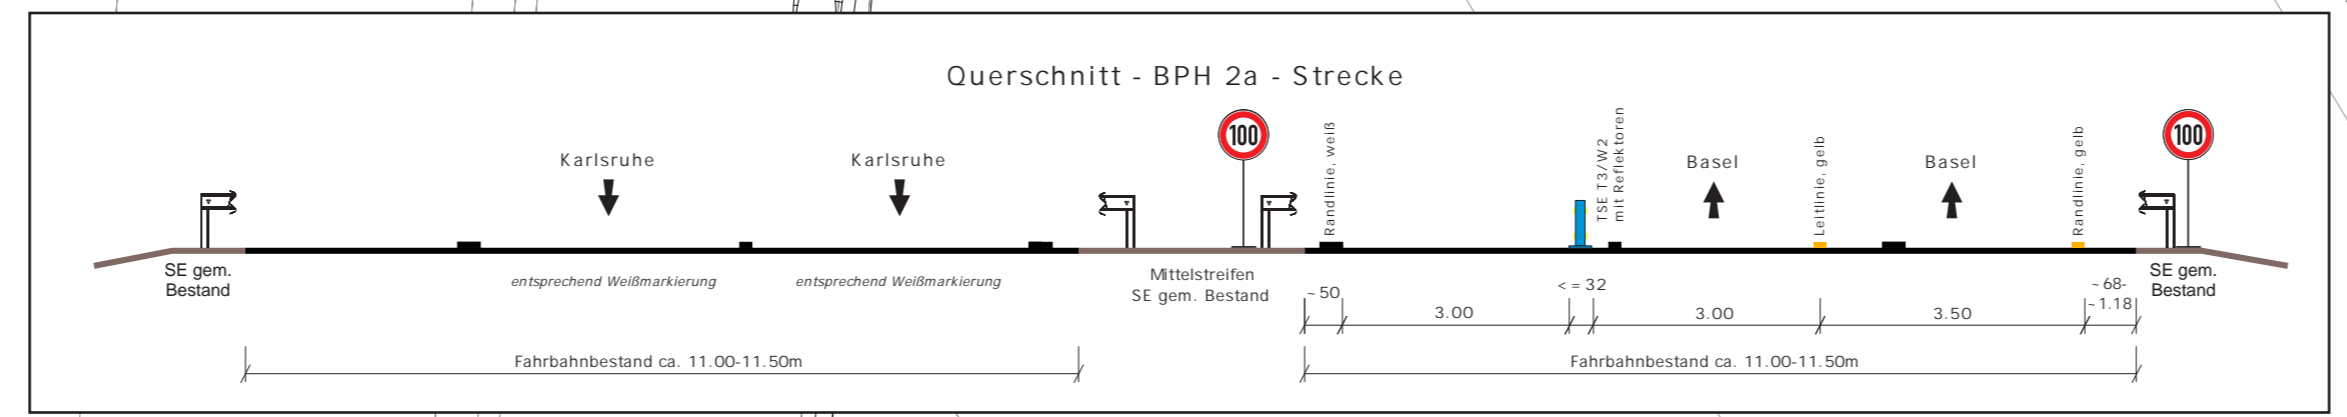 Querschnitt - BPH 2a - Strecke
Karlsruhe
Karlsruhe
100
Randlinie, weiß
TSE T3/W2
mit Reflektoren
Basel
Leitlinie, gelb
Basel
Randlinie, gelb
100
SE gem.
Bestand
entsprechend Weißmarkierung
entsprechend Weißmarkierung
Mittelstreifen
SE gem. Bestand
SE gem.
Bestand
~50
3.00
<=32
3.00
3.50
~68-
~1.18
Fahrbahnbestand ca. 11.00-11.50m
Fahrbahnbestand ca. 11.00-11.50m